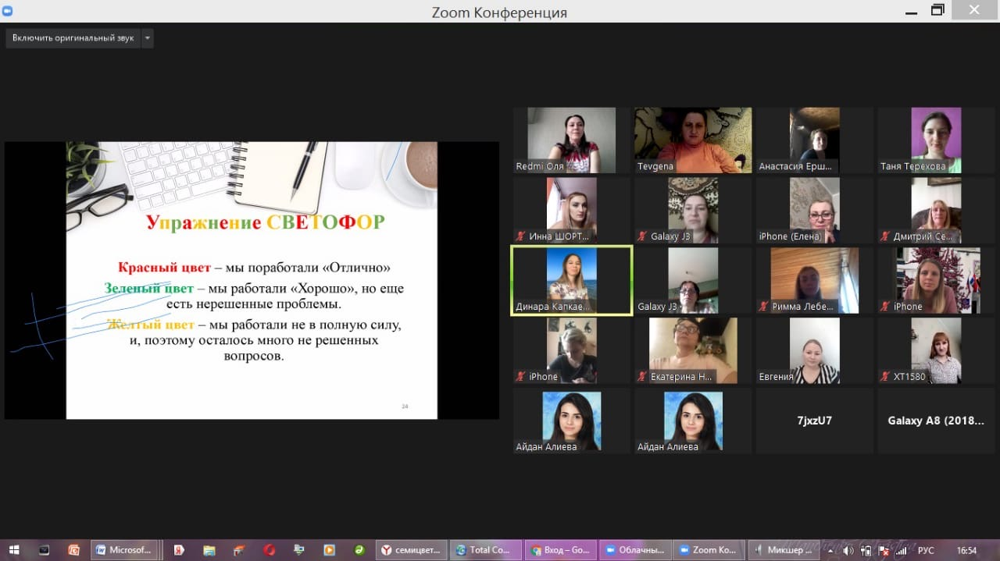 Zoom Конференция
Включить оригинальный звук
Упражнение СВЕТОФОР
Красный цвет – мы поработали «Отлично»
Зеленый цвет – мы работали «Хорошо», но еще
есть нерешенные проблемы.
Желтый цвет – мы работали не в полную силу,
и, поэтому осталось много не решенных
вопросов.
24
Redmi Оля
Tevgena
Анастасия Ерш...
Таня Терехова
Инна ШОРТ...
Galaxy J3
iPhone (Елена)
Дмитрий Се...
Динара Капкае...
Galaxy J3
Римма Лебе...
iPhone
iPhone
Екатерина Н...
Евгения
XT1580
Айдан Алиева
Айдан Алиева
7jxzU7
Galaxy A8 (2018...
Microsof...
семицвет...
Total Co...
Вход – Go...
Облачны...
Zoom Ko...
Микшер ...
РУС
16:54